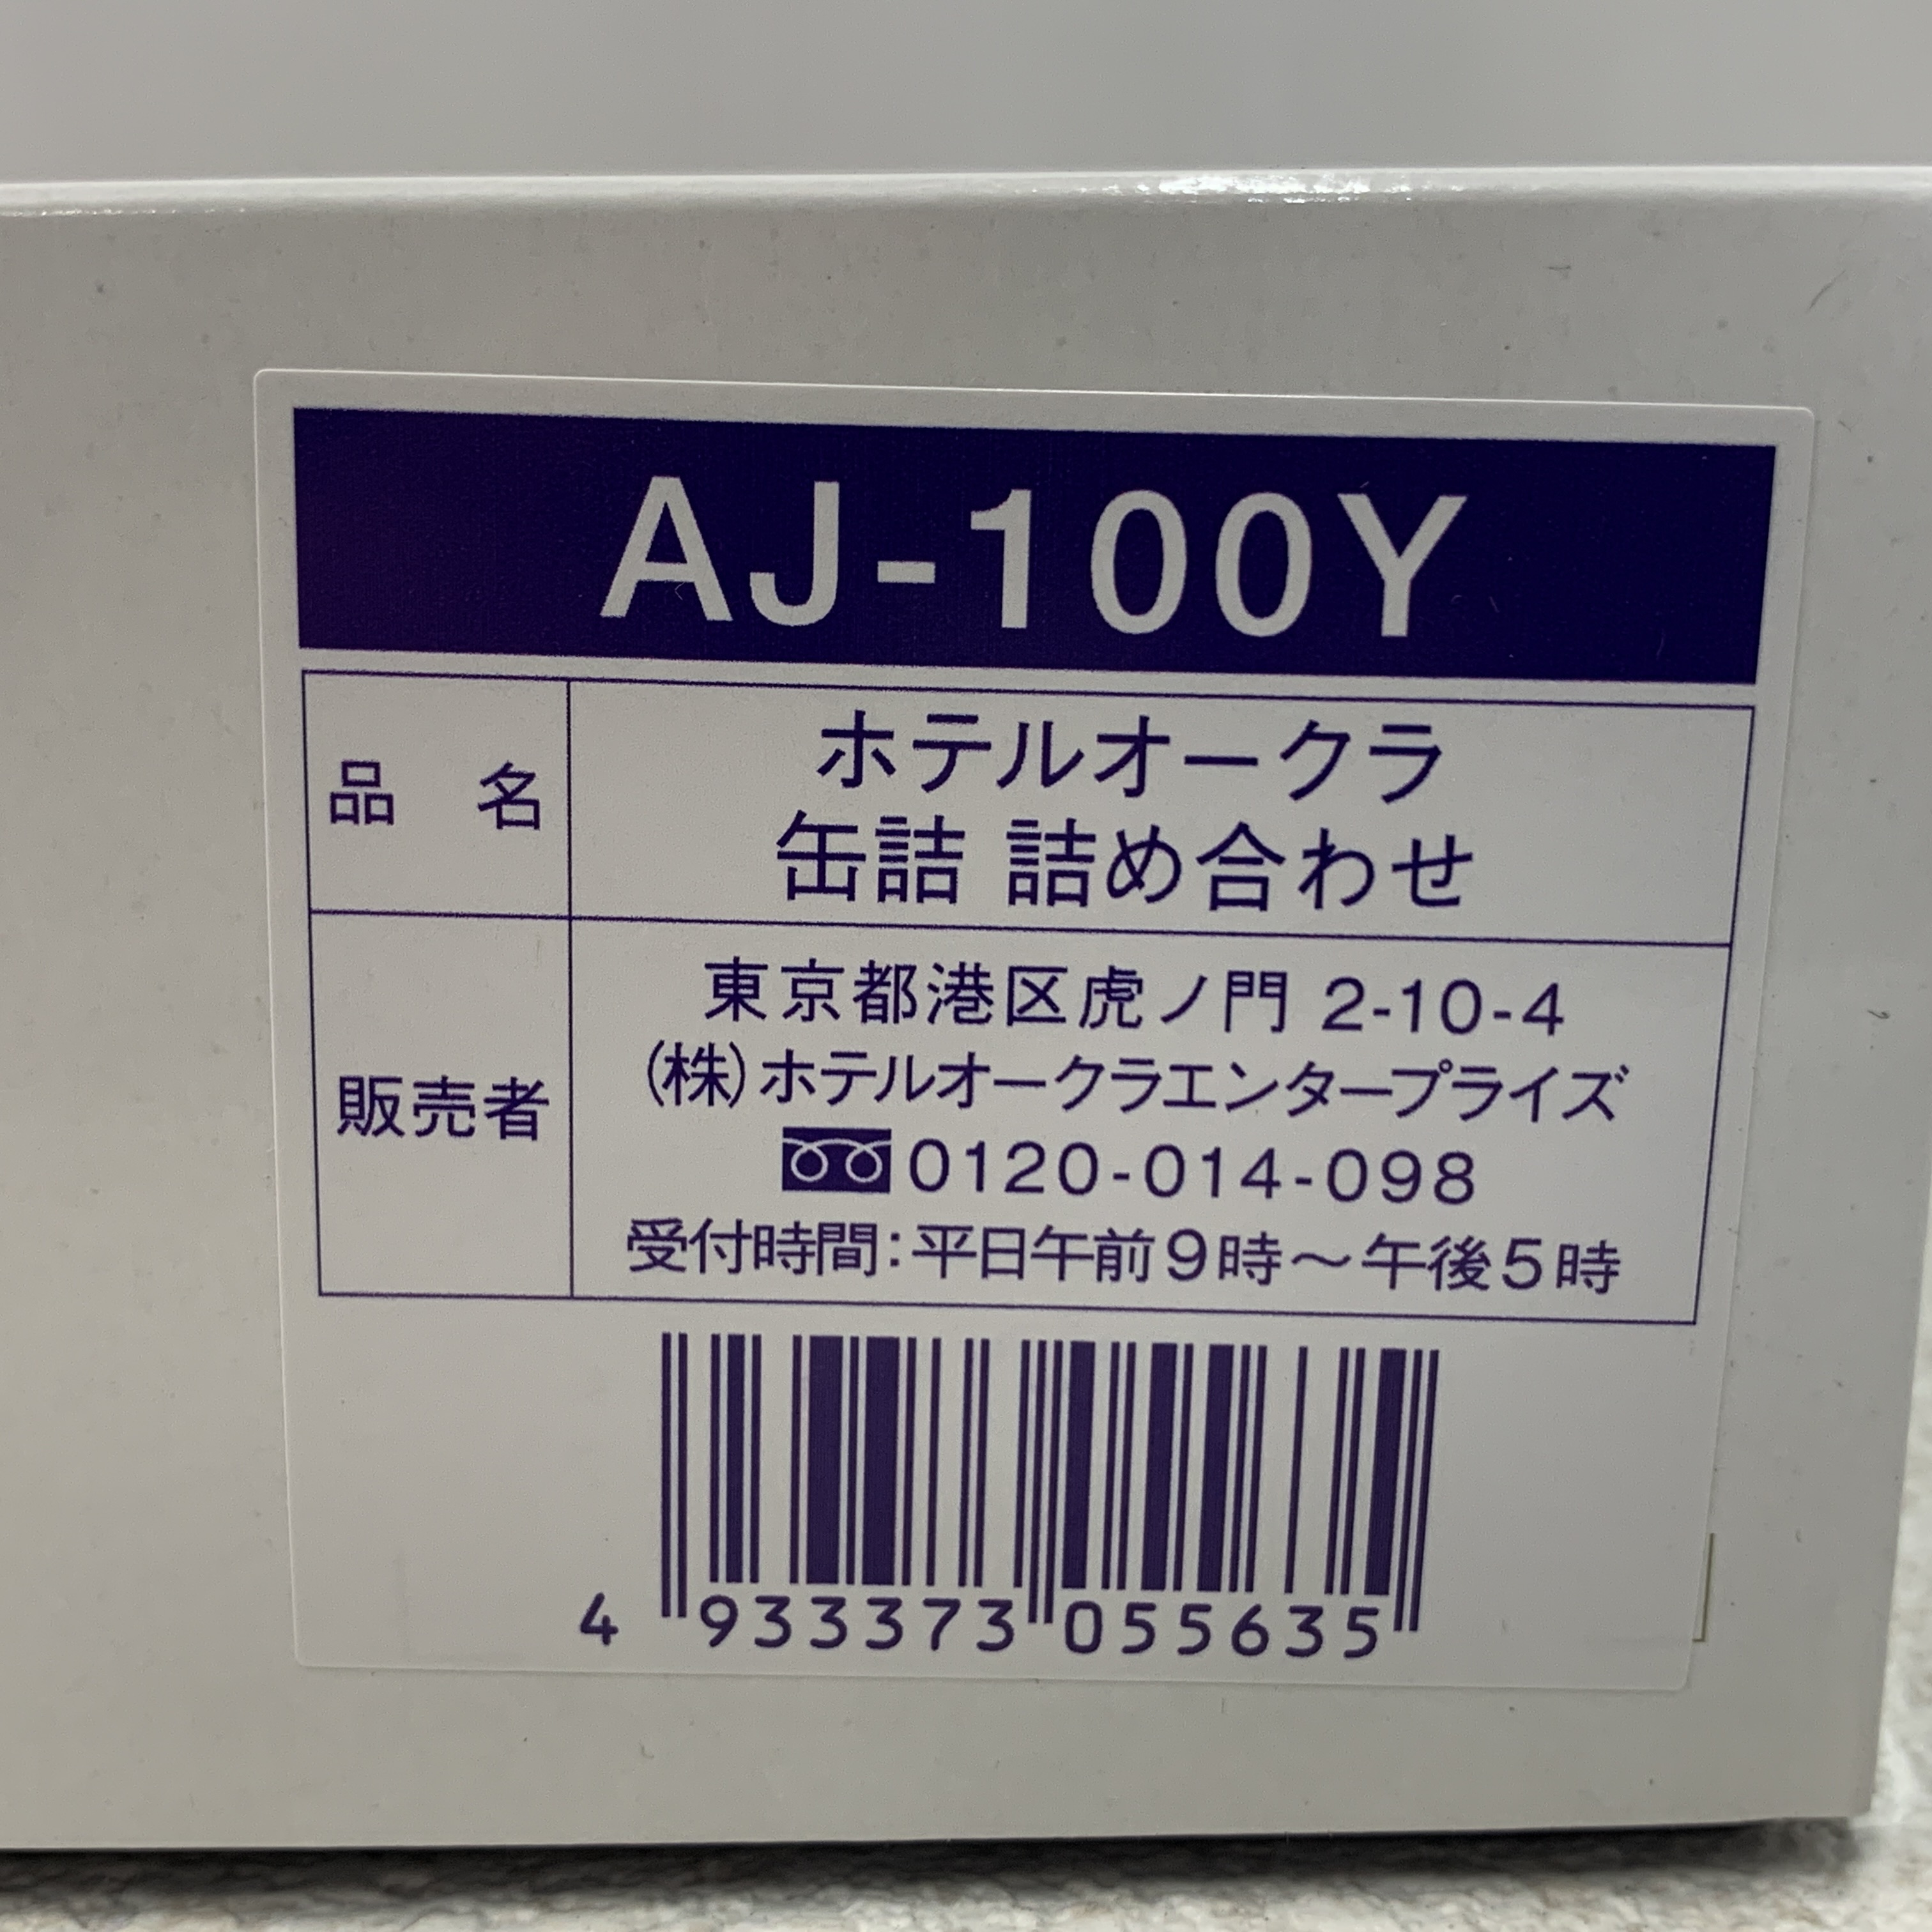 AJ-100Y
品　名
ホテルオークラ
缶詰 詰め合わせ
販売者
東京都港区虎ノ門 2-10-4
(株)ホテルオークラエンタープライズ
0120-014-098
受付時間:平日午前9時～午後5時
4 933373 055635